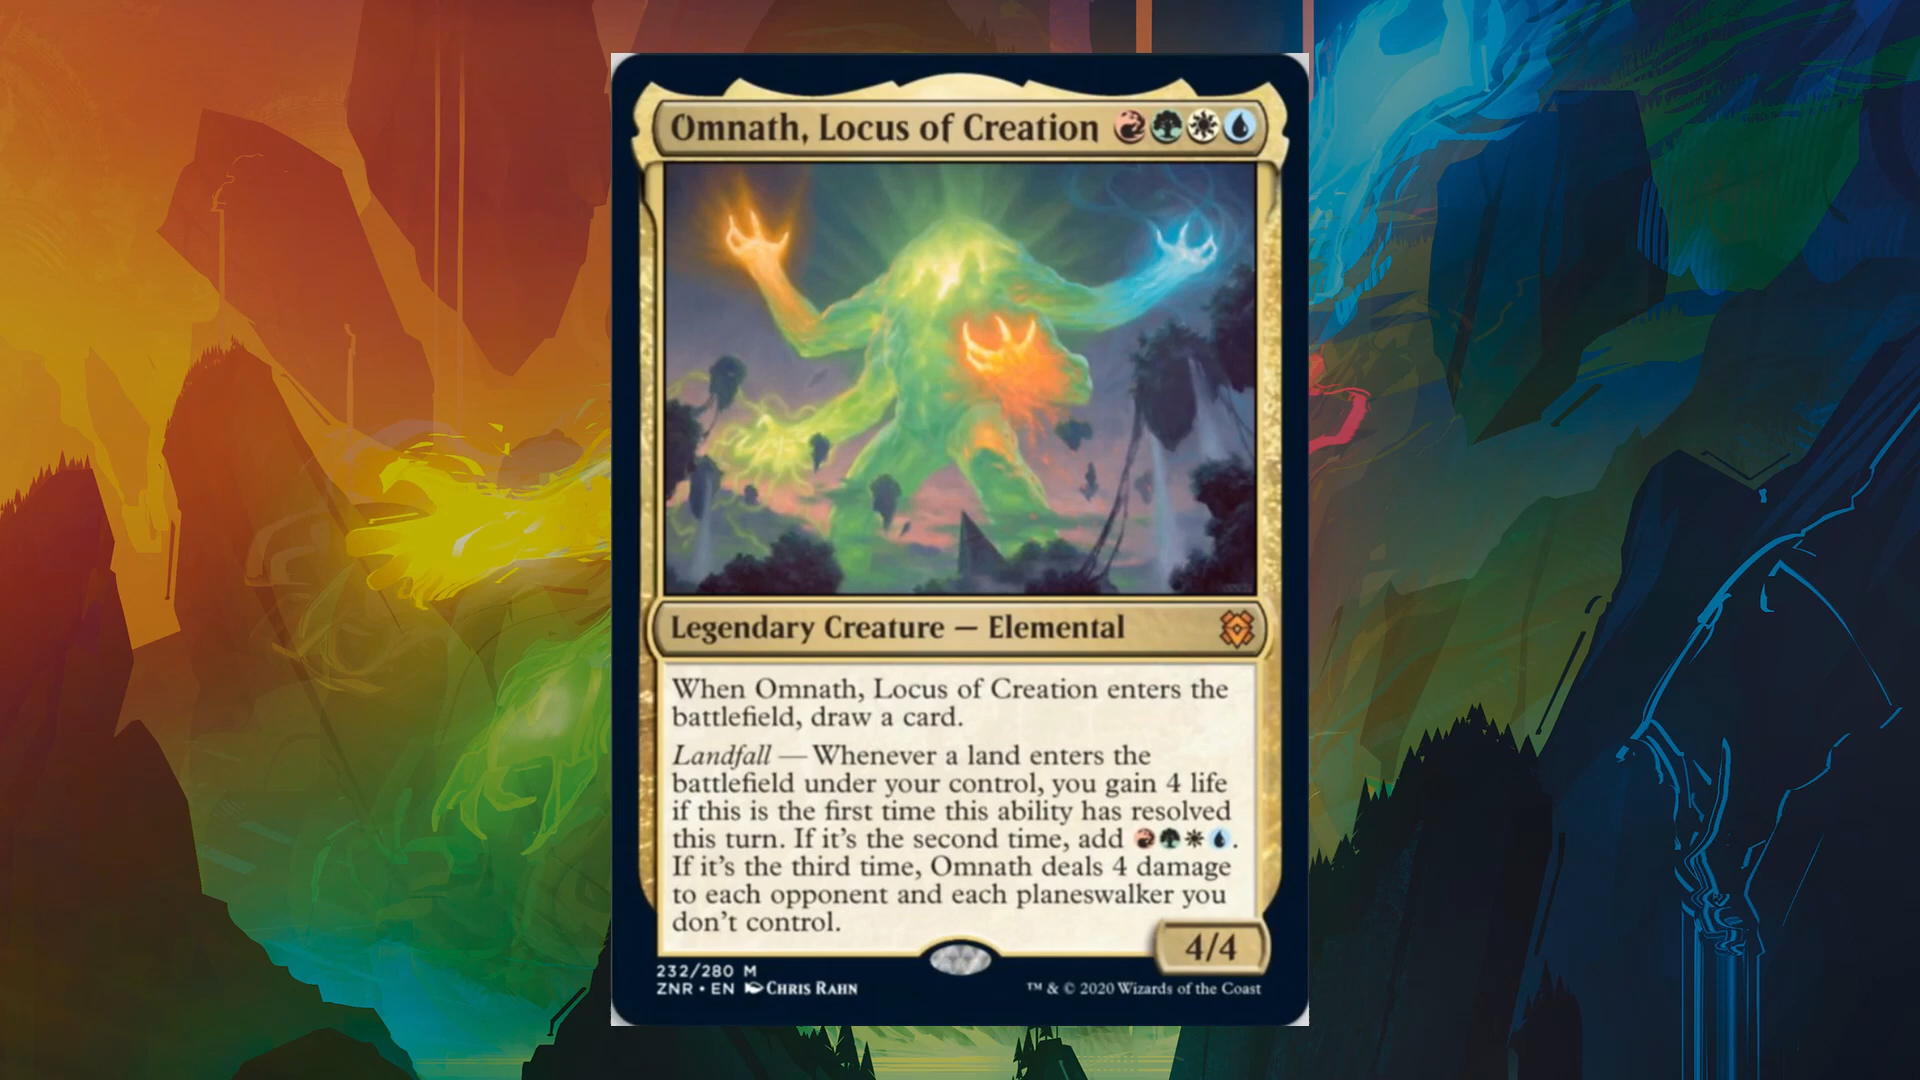 Omnath, Locus of Creation
Legendary Creature — Elemental
When Omnath, Locus of Creation enters the
battlefield, draw a card.
Landfall — Whenever a land enters the
battlefield under your control, you gain 4 life
if this is the first time this ability has resolved
this turn. If it's the second time, add .
If it's the third time, Omnath deals 4 damage
to each opponent and each planeswalker you
don't control.
4/4
232/280 M
ZNR • EN Chris Rahn
™ & © 2020 Wizards of the Coast